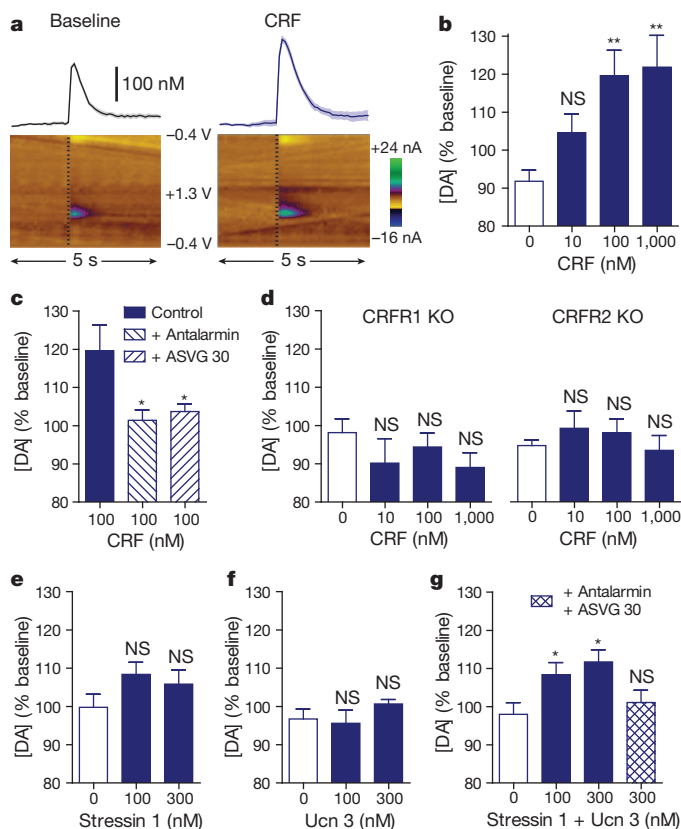 a
Baseline
CRF
100 nM
−0.4 V
+1.3 V
−0.4 V
+24 nA
−16 nA
5 s
5 s
b
[DA] (% baseline)
130
120
110
100
90
80
NS
**
**
0 10 100 1,000
CRF (nM)
c
[DA] (% baseline)
130
120
110
100
90
80
Control
+ Antalarmin
+ ASVG 30
*
*
100 100 100
CRF (nM)
d
CRFR1 KO
CRFR2 KO
[DA] (% baseline)
130
120
110
100
90
80
NS
NS
NS
NS
NS
NS
0 10 100 1,000
CRF (nM)
0 10 100 1,000
CRF (nM)
e
[DA] (% baseline)
130
120
110
100
90
80
NS
NS
0 100 300
Stressin 1 (nM)
f
[DA] (% baseline)
130
120
110
100
90
80
NS
NS
0 100 300
Ucn 3 (nM)
g
+ Antalarmin
+ ASVG 30
[DA] (% baseline)
130
120
110
100
90
80
*
*
NS
0 100 300 300
Stressin 1 + Ucn 3 (nM)